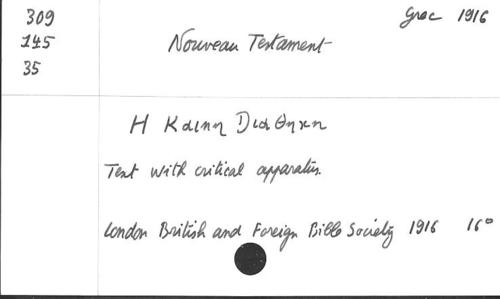 309 Grec 1916
145 Nouveau Testament
35
Η Καινη Διαθηκη
Text with critical apparatus.
London British and Foreign Bible Society 1916 16°